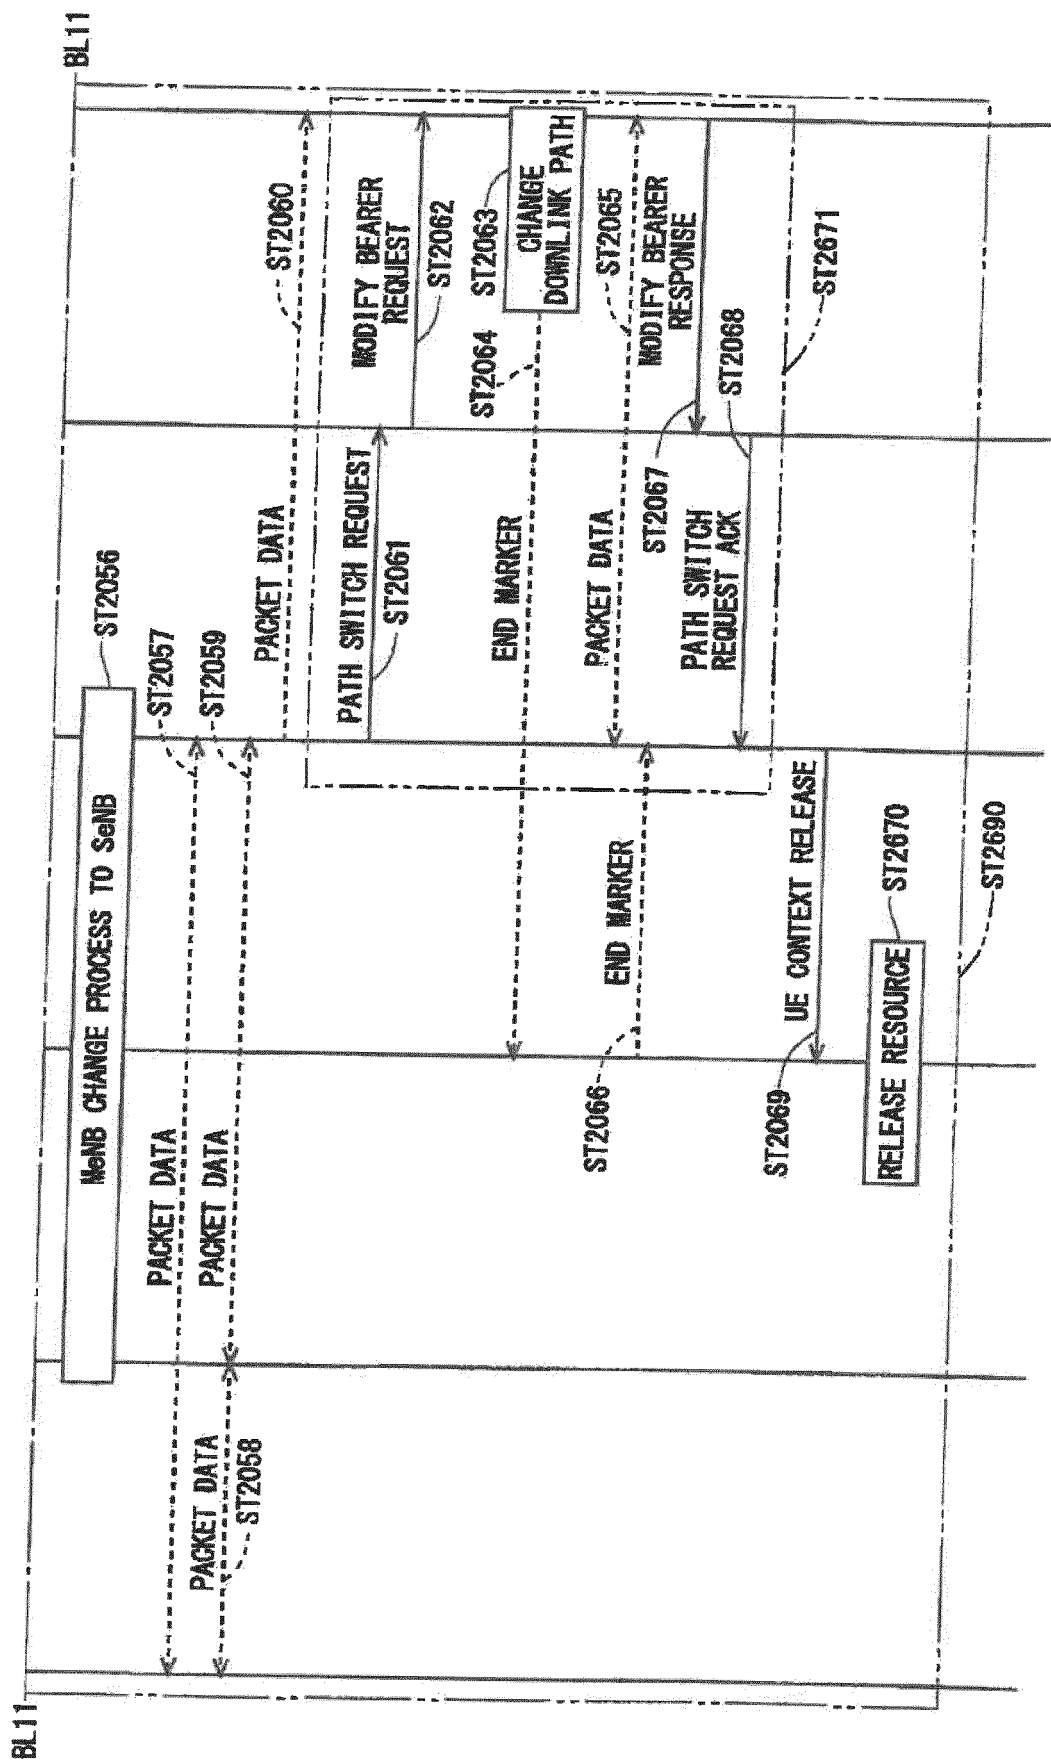 BL11
BL11
MeNB CHANGE PROCESS TO SeNB
ST2056
PACKET DATA
ST2057
PACKET DATA
ST2058
PACKET DATA
ST2059
PACKET DATA
ST2060
PATH SWITCH REQUEST
ST2061
MODIFY BEARER
REQUEST
ST2062
ST2063
CHANGE
DOWNLINK PATH
END MARKER
ST2064
PACKET DATA
ST2065
END MARKER
ST2066
MODIFY BEARER
RESPONSE
ST2067
PATH SWITCH
REQUEST ACK
ST2068
ST2671
UE CONTEXT RELEASE
ST2069
RELEASE RESOURCE
ST2670
ST2690